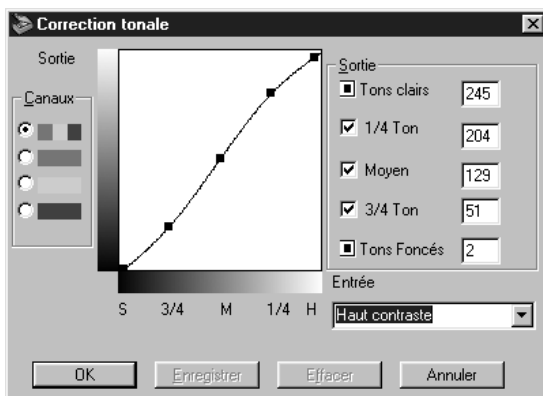 Correction tonale
Sortie
Canaux
S 3/4 M 1/4 H
Sortie
Tons clairs 245
1/4 Ton 204
Moyen 129
3/4 Ton 51
Tons Foncés 2
Entrée
Haut contraste
OK Enregistrer Effacer Annuler